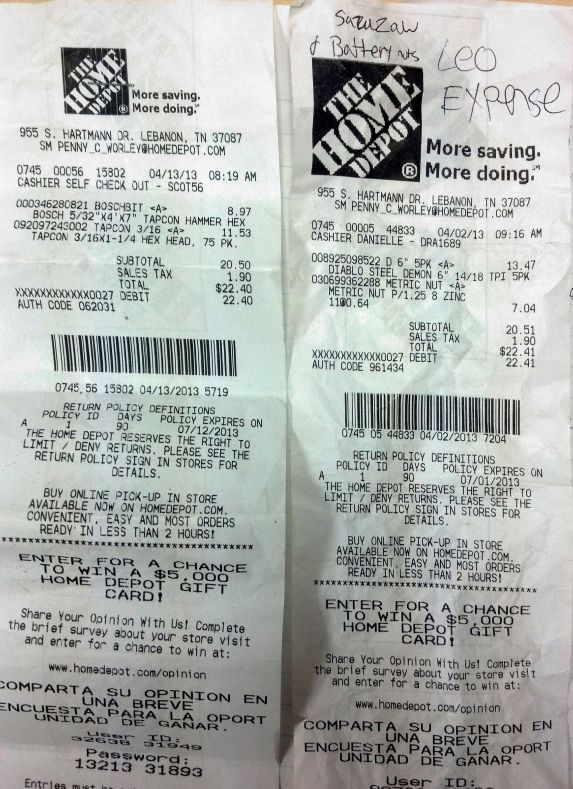 THE
HOME
DEPOT
®
More saving.
More doing.
955 S. HARTMANN DR. LEBANON, TN 37087
SM PENNY_C_WORLEY@HOMEDEPOT.COM
0745 00056 15802 04/13/13 08:19 AM
CASHIER SELF CHECK OUT - SCOT56
000346280821 BOSCHBIT <A> 8.97
BOSCH 5/32"X4"X7" TAPCON HAMMER HEX
092097243002 TAPCON 3/16 <A> 11.53
TAPCON 3/16X1-1/4 HEX HEAD, 75 PK.
SUBTOTAL 20.50
SALES TAX 1.90
TOTAL $22.40
XXXXXXXXXXXX0027 DEBIT 22.40
AUTH CODE 062031
0745 56 15802 04/13/2013 5719
RETURN POLICY DEFINITIONS
POLICY ID DAYS POLICY EXPIRES ON
A 1 90 07/12/2013
THE HOME DEPOT RESERVES THE RIGHT TO
LIMIT / DENY RETURNS. PLEASE SEE THE
RETURN POLICY SIGN IN STORES FOR
DETAILS.
BUY ONLINE PICK-UP IN STORE
AVAILABLE NOW ON HOMEDEPOT.COM.
CONVENIENT, EASY AND MOST ORDERS
READY IN LESS THAN 2 HOURS!
ENTER FOR A CHANCE
TO WIN A $5,000
HOME DEPOT GIFT
CARD!
Share Your Opinion With Us! Complete
the brief survey about your store visit
and enter for a chance to win at:
www.homedepot.com/opinion
COMPARTA SU OPINION EN
UNA BREVE
ENCUESTA PARA LA OPORT
UNIDAD DE GANAR.
User ID:
32638 31949
Password:
13213 31893
Entries must be
& Battery nuts
LEO
Expense
THE
HOME
DEPOT
®
More saving.
More doing.
955 S. HARTMANN DR. LEBANON, TN 37087
SM PENNY_C_WORLEY@HOMEDEPOT.COM
0745 00005 44833 04/02/13 09:16 AM
CASHIER DANIELLE - DRA1689
008925098522 D 6" 5PK <A> 13.47
DIABLO STEEL DEMON 6" 14/18 TPI 5PK
030699362288 METRIC NUT <A>
METRIC NUT P/1.25 8 ZINC
11@0.64 7.04
SUBTOTAL 20.51
SALES TAX 1.90
TOTAL $22.41
XXXXXXXXXXXX0027 DEBIT 22.41
AUTH CODE 961434
0745 05 44833 04/02/2013 7204
RETURN POLICY DEFINITIONS
POLICY ID DAYS POLICY EXPIRES ON
A 1 90 07/01/2013
THE HOME DEPOT RESERVES THE RIGHT TO
LIMIT / DENY RETURNS. PLEASE SEE THE
RETURN POLICY SIGN IN STORES FOR
DETAILS.
BUY ONLINE PICK-UP IN STORE
AVAILABLE NOW ON HOMEDEPOT.COM.
CONVENIENT, EASY AND MOST ORDERS
READY IN LESS THAN 2 HOURS!
ENTER FOR A CHANCE
TO WIN A $5,000
HOME DEPOT GIFT
CARD!
Share Your Opinion With Us! Complete
the brief survey about your store visit
and enter for a chance to win at:
www.homedepot.com/opinion
COMPARTA SU OPINION EN
UNA BREVE
ENCUESTA PARA LA OPORT
UNIDAD DE GANAR.
User ID: